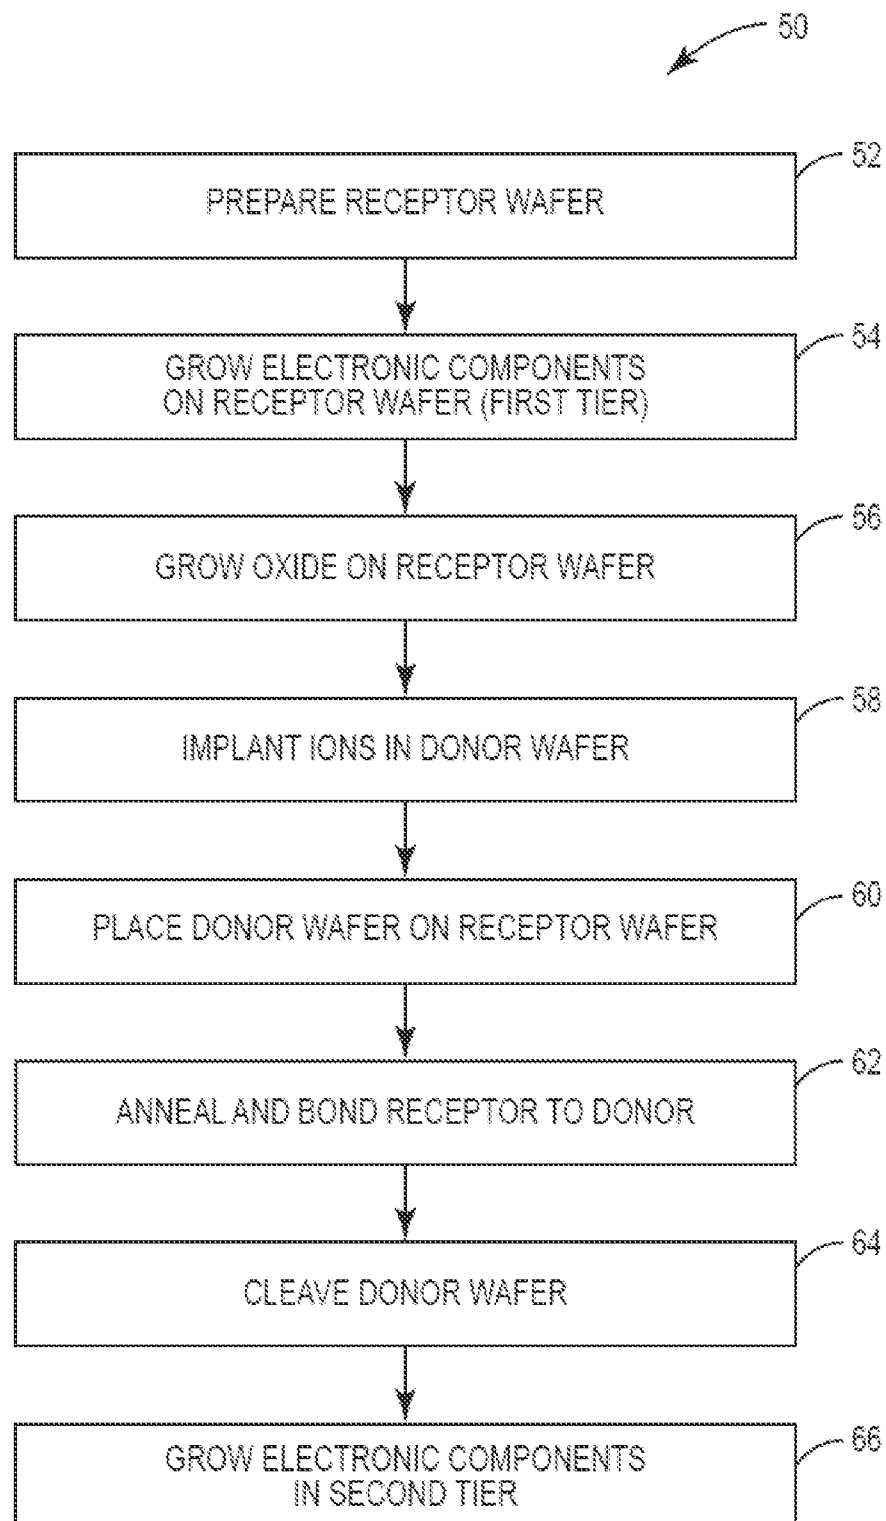 50
52
PREPARE RECEPTOR WAFER
54
GROW ELECTRONIC COMPONENTS
ON RECEPTOR WAFER (FIRST TIER)
56
GROW OXIDE ON RECEPTOR WAFER
58
IMPLANT IONS IN DONOR WAFER
60
PLACE DONOR WAFER ON RECEPTOR WAFER
62
ANNEAL AND BOND RECEPTOR TO DONOR
64
CLEAVE DONOR WAFER
66
GROW ELECTRONIC COMPONENTS
IN SECOND TIER